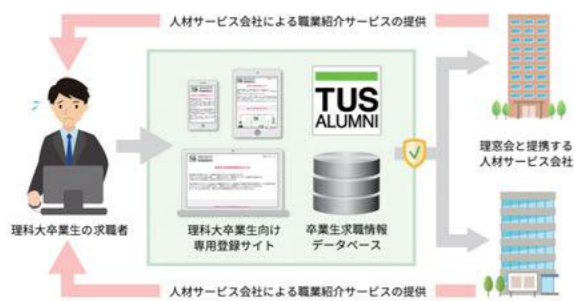 人材サービス会社による職業紹介サービスの提供
TUS
ALUMNI
理窓会と提携する
人材サービス会社
理科大卒業生の求職者
理科大卒業生向け
専用登録サイト
卒業生求職情報
データベース
人材サービス会社による職業紹介サービスの提供